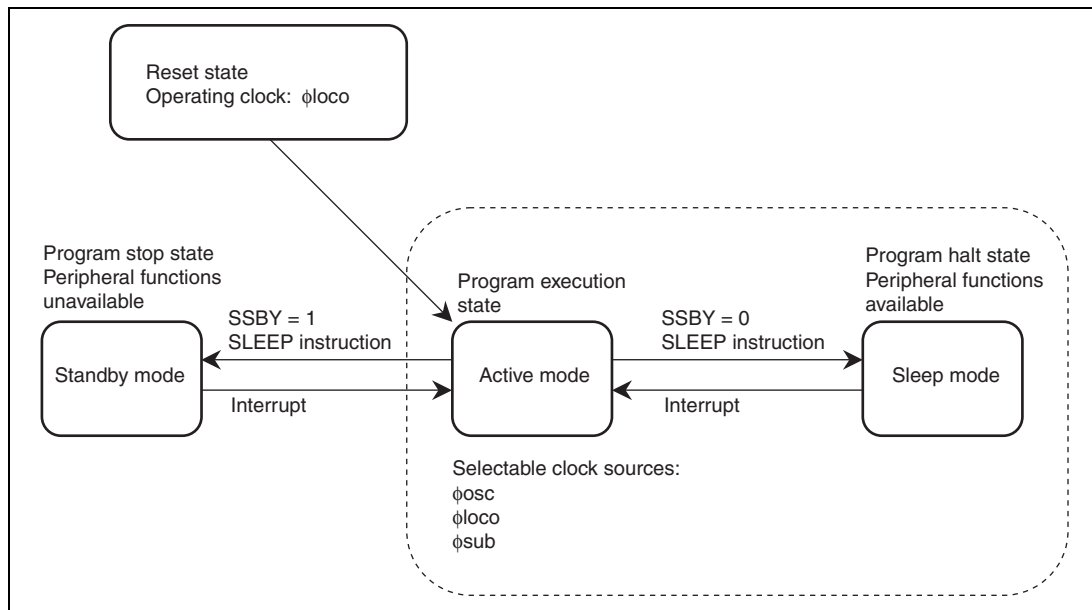 Reset state
Operating clock: ϕloco
Program stop state
Peripheral functions
unavailable
Program execution
state
Program halt state
Peripheral functions
available
SSBY = 1
SLEEP instruction
SSBY = 0
SLEEP instruction
Standby mode
Active mode
Sleep mode
Interrupt
Interrupt
Selectable clock sources:
ϕosc
ϕloco
ϕsub